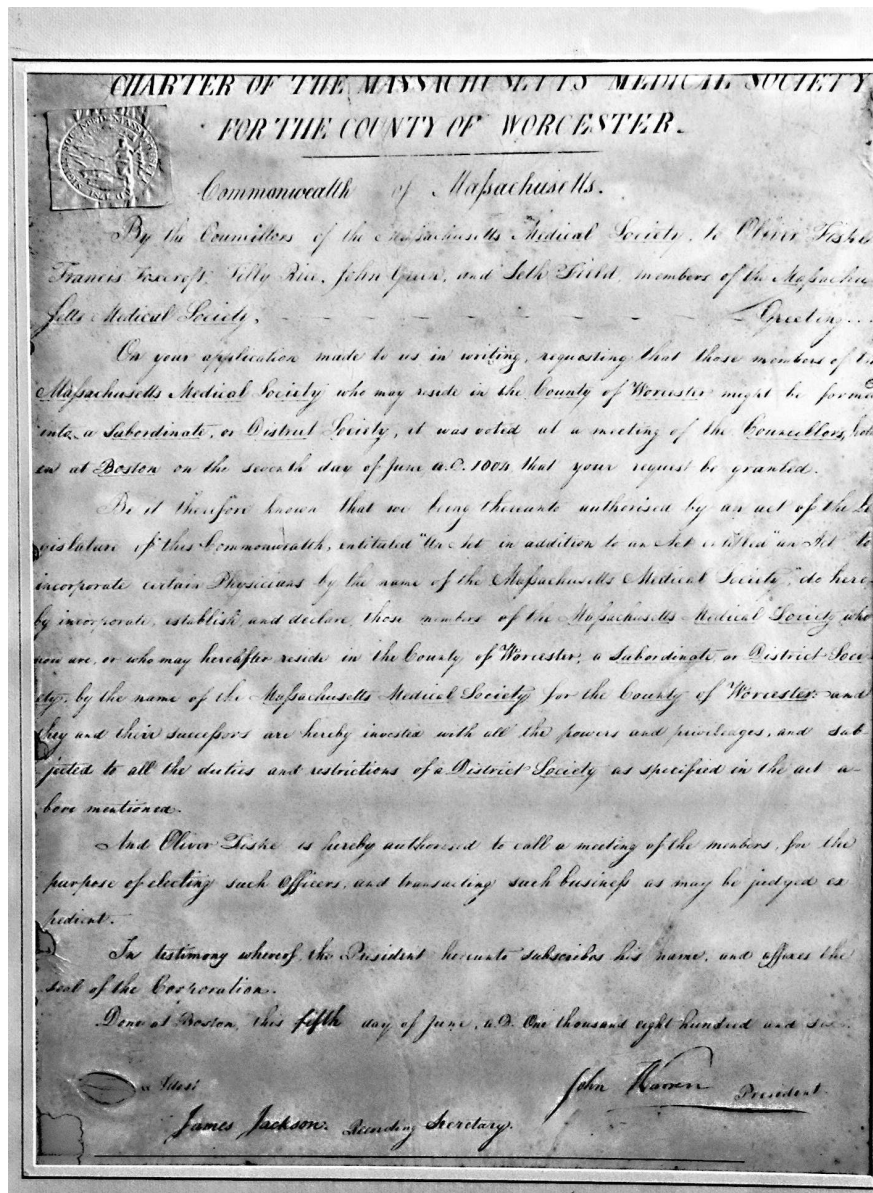 CHARTER OF THE MASSACHUSETTS MEDICAL SOCIETY
FOR THE COUNTY OF WORCESTER.
Commonwealth of Maſsachusetts.
By the Councillors of the Maſsachusetts Medical Society, to Oliver Fiske
Francis Foxcroft, Tilly Rice, John Green, and Seth Field, members of the Maſsachu
ſetts Medical Society, Greeting
On your application made to us in writing, requesting that those members of the
Maſsachusetts Medical Society who may reside in the County of Worcester might be formed
into a Subordinate, or District Society, it was voted at a meeting of the Councillors,
en at Boston on the seventh day of June a.D. 1804 that your request be granted.
Be it therefore known that we being thereunto authorised by an act of the Le
gislature of this Commonwealth, intituled "An Act in addition to an Act entitled "an Act to
incorporate certain Physicians by the name of the Maſsachusetts Medical Society," do here
by incorporate, establish, and declare, those members of the Maſsachusetts Medical Society who
now are, or who may hereafter reside in the County of Worcester, a Subordinate, or District Soci
ety, by the name of the Maſsachusetts Medical Society for the County of Worcester: and
they and their succeſsors are hereby invested with all the powers and privileages, and sub-
jected to all the duties and restrictions of a District Society as specified in the act a-
bove mentioned.
And Oliver Fiske is hereby authorised to call a meeting of the members, for the
purpose of electing such Officers, and transacting such busineſs as may be judged ex
pedient.
In testimony whereof, the President hereunto subscribes his name, and affixes the
seal of the Corporation.
Done at Boston, this fifth day of June, a.D. One thousand eight hundred and six.
John Warren President.
James Jackson. Recording Secretary.